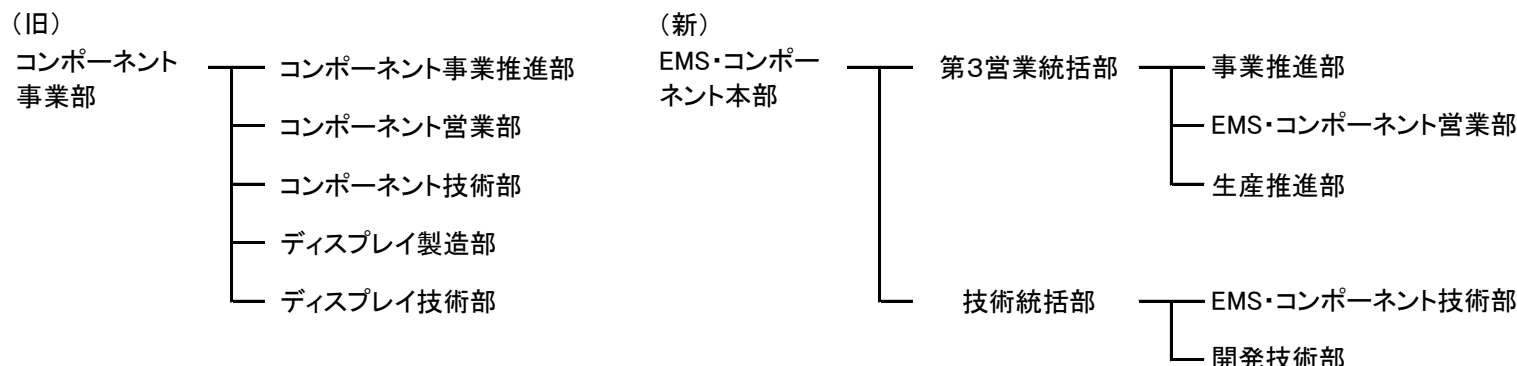 (旧)
コンポーネント
事業部
コンポーネント事業推進部
コンポーネント営業部
コンポーネント技術部
ディスプレイ製造部
ディスプレイ技術部
(新)
EMS・コンポー
ネント本部
第3営業統括部
事業推進部
EMS・コンポーネント営業部
生産推進部
技術統括部
EMS・コンポーネント技術部
開発技術部